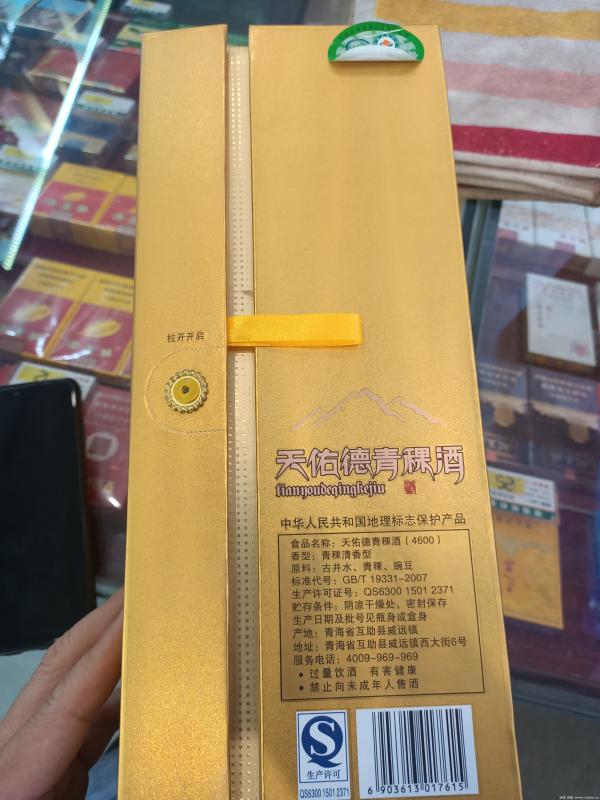 拉开开启
天佑德青稞酒
tianyoudeqingkejiu
中华人民共和国地理标志保护产品
食品名称：天佑德青稞酒（4600）
香型：青稞清香型
原料：古井水、青稞、豌豆
标准代号：GB/T 19331-2007
生产许可证号：QS6300 1501 2371
贮存条件：阴凉干燥处，密封保存
生产日期及批号见瓶身或盒身
产地：青海省互助县威远镇
地址：青海省互助县威远镇西大街6号
服务电话：4009-969-969
• 过量饮酒 有害健康
• 禁止向未成年人售酒
QS
生产许可
QS6300 1501 2371
6 903613 017615